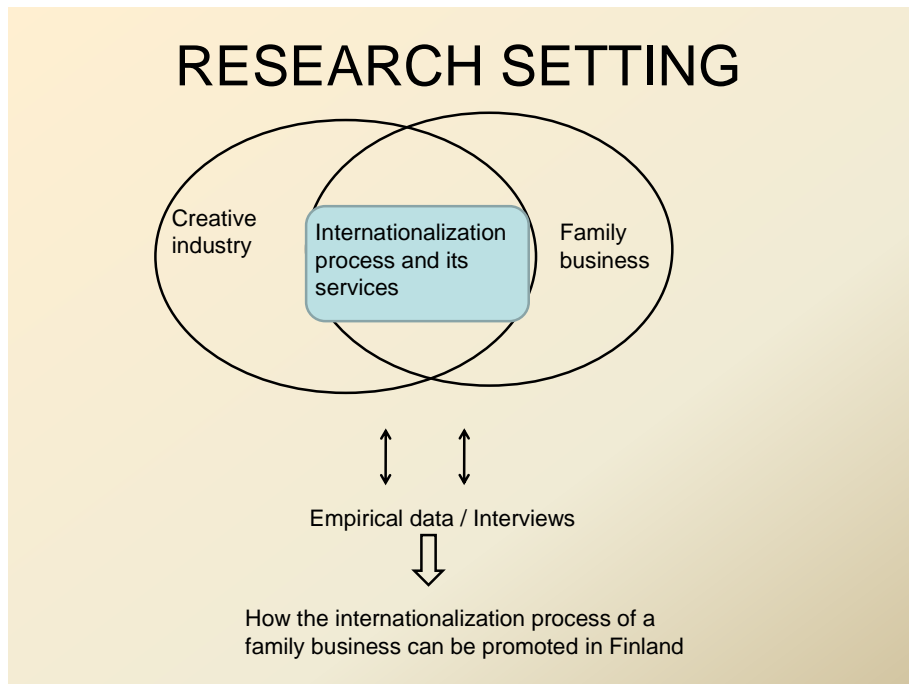 RESEARCH SETTING
Creative
industry
Internationalization
process and its
services
Family
business
Empirical data / Interviews
How the internationalization process of a
family business can be promoted in Finland